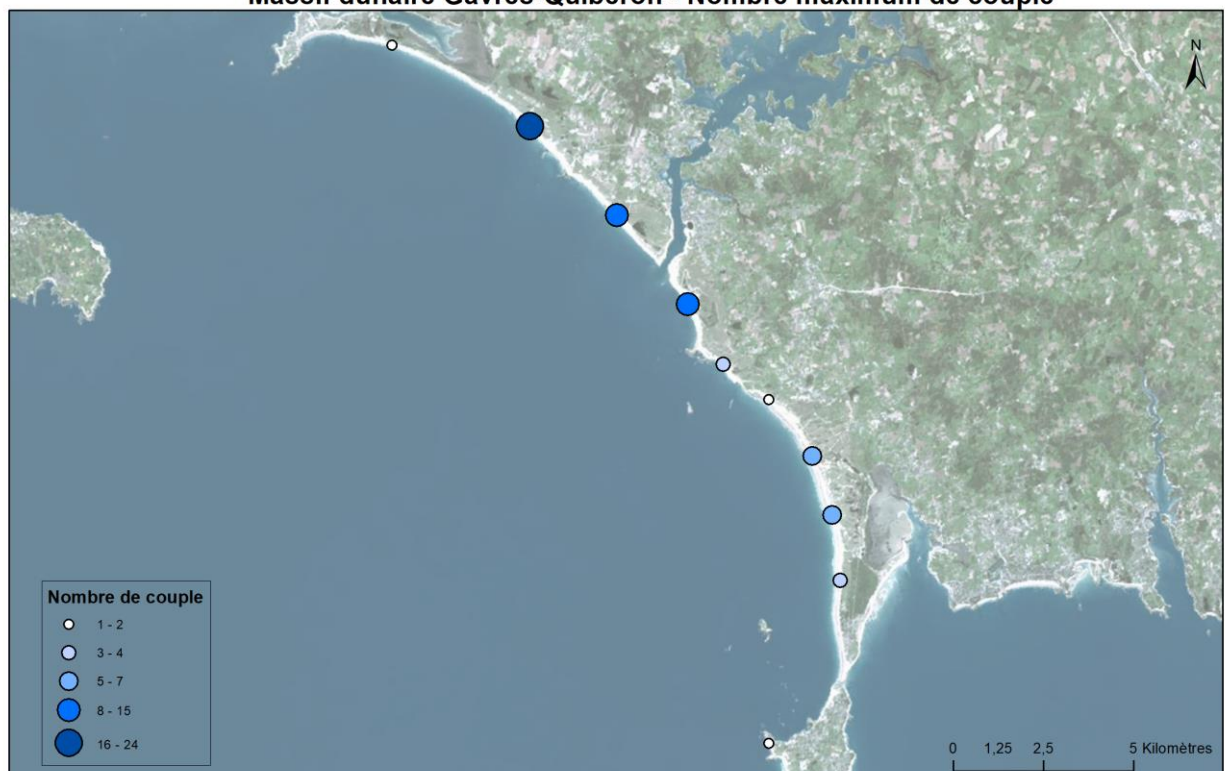 Massif dunaire Gâvres-Quiberon - Nombre maximum de couple
N
Nombre de couple
1 - 2
3 - 4
5 - 7
8 - 15
16 - 24
0 1,25 2,5 5 Kilomètres